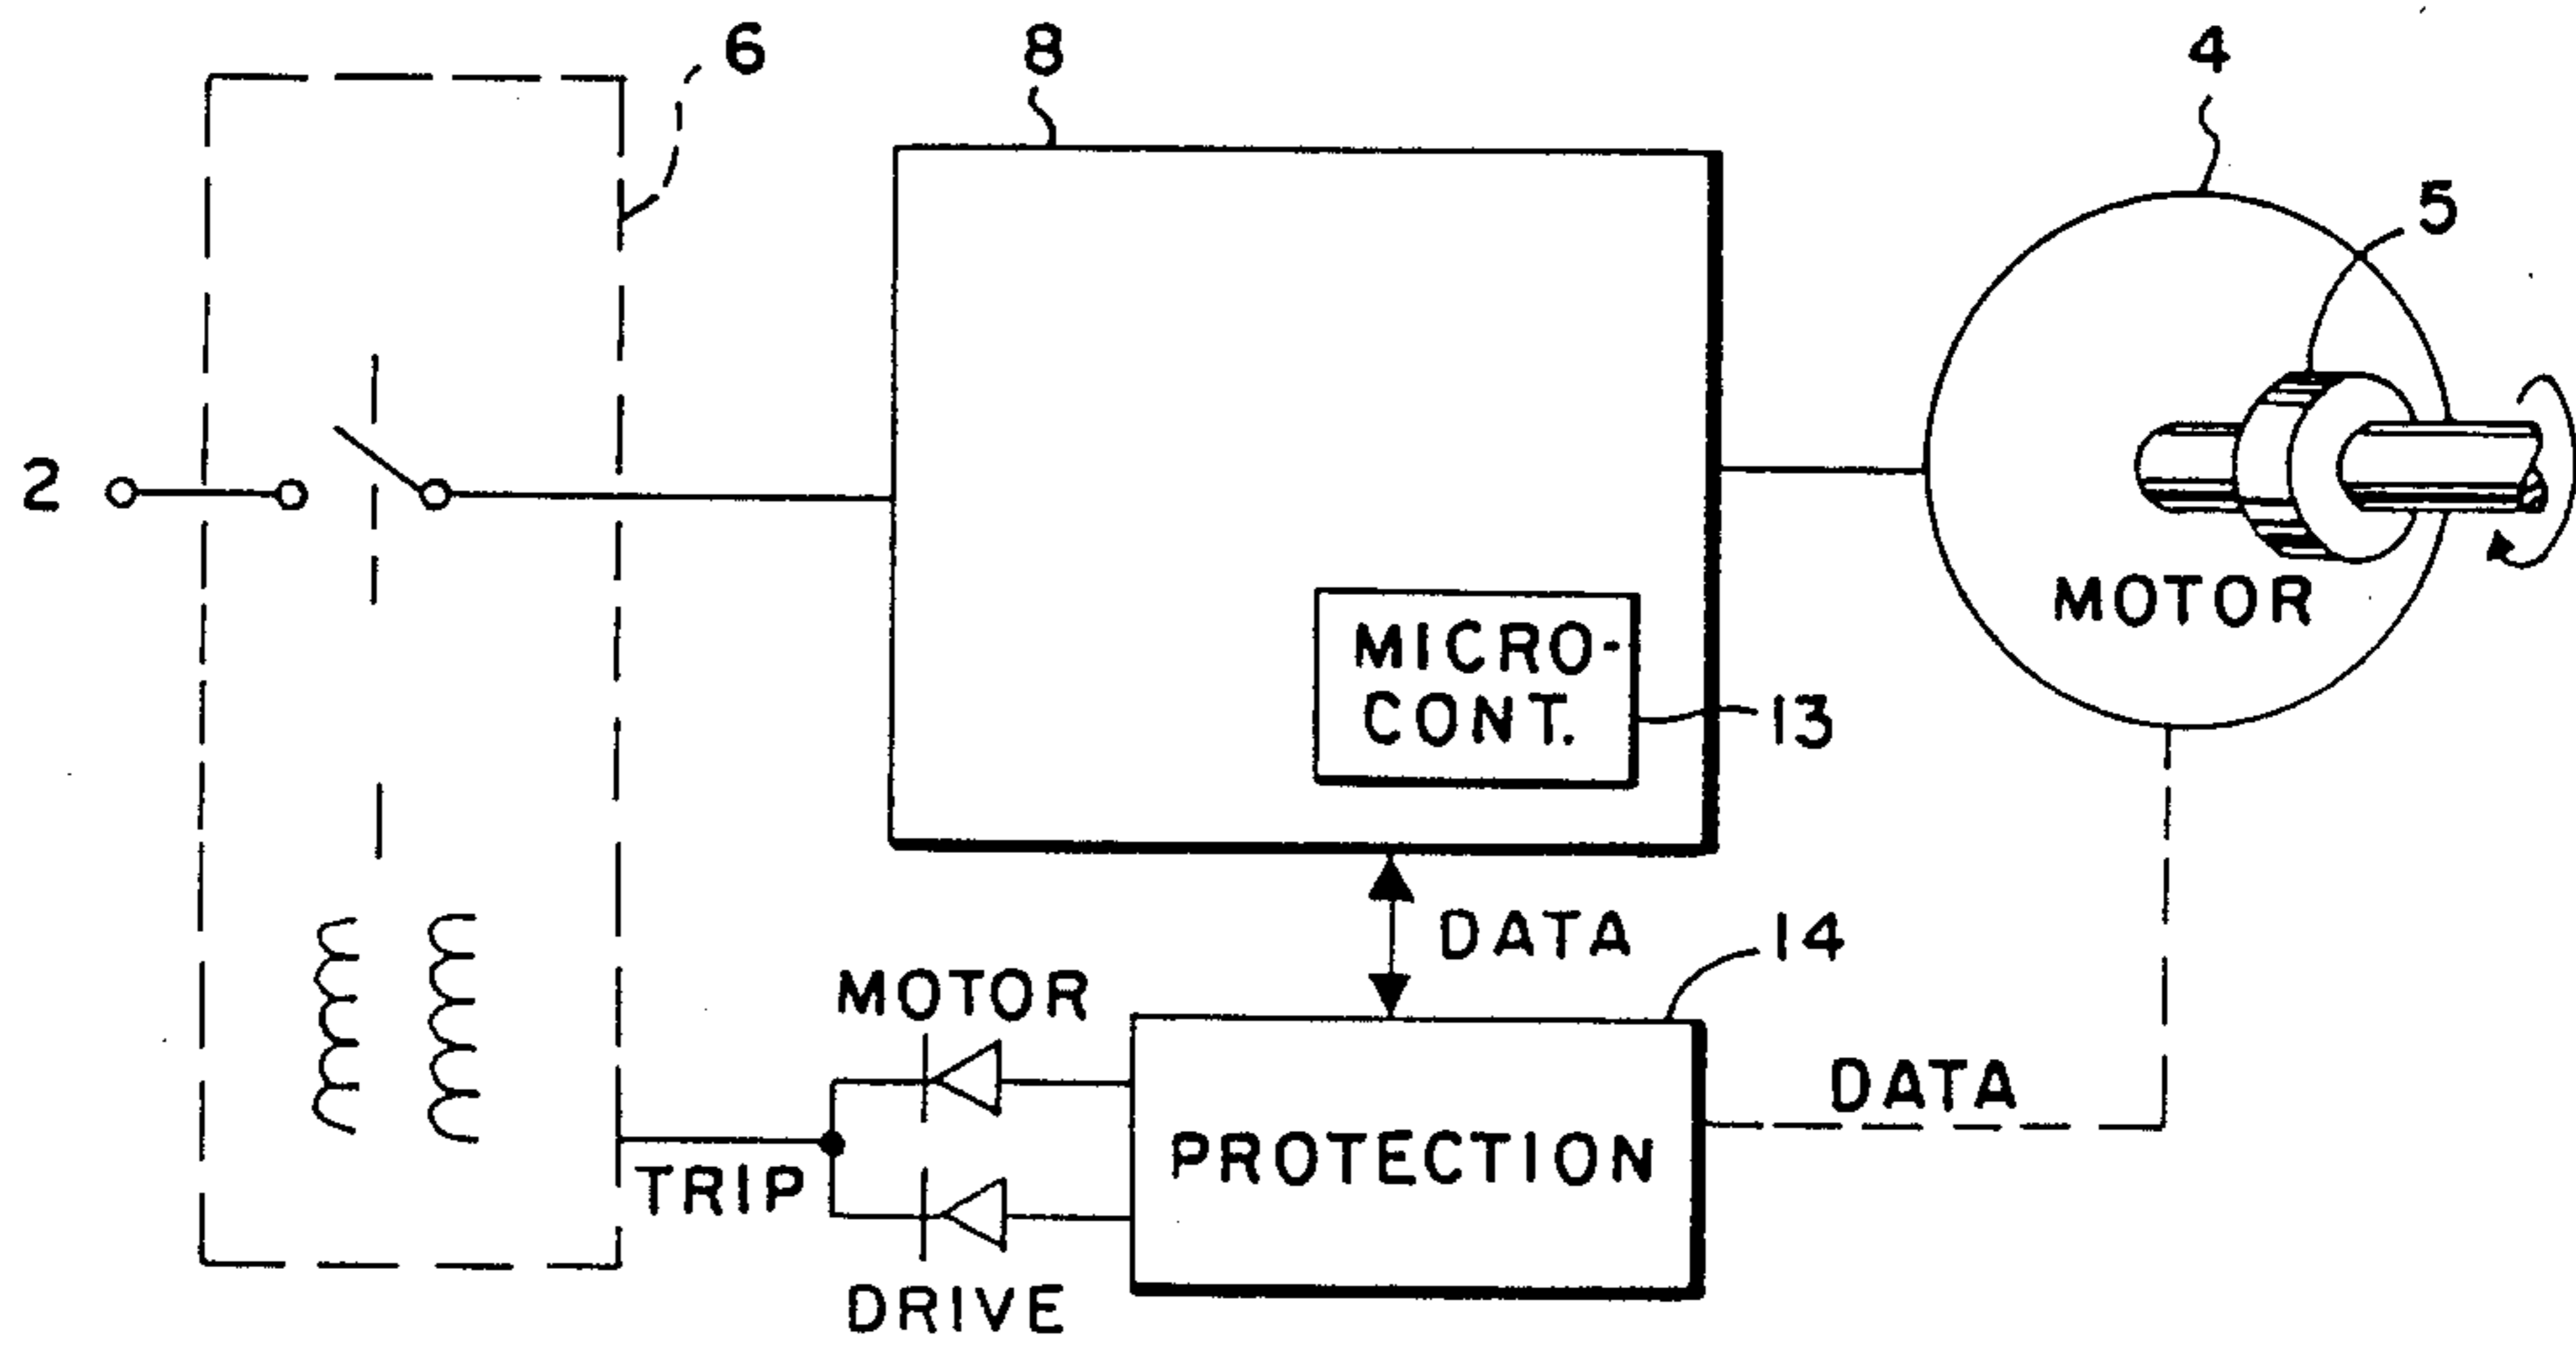 6
8
4
5
2
MOTOR
MICRO-
CONT.
13
DATA
14
MOTOR
DATA
PROTECTION
TRIP
DRIVE